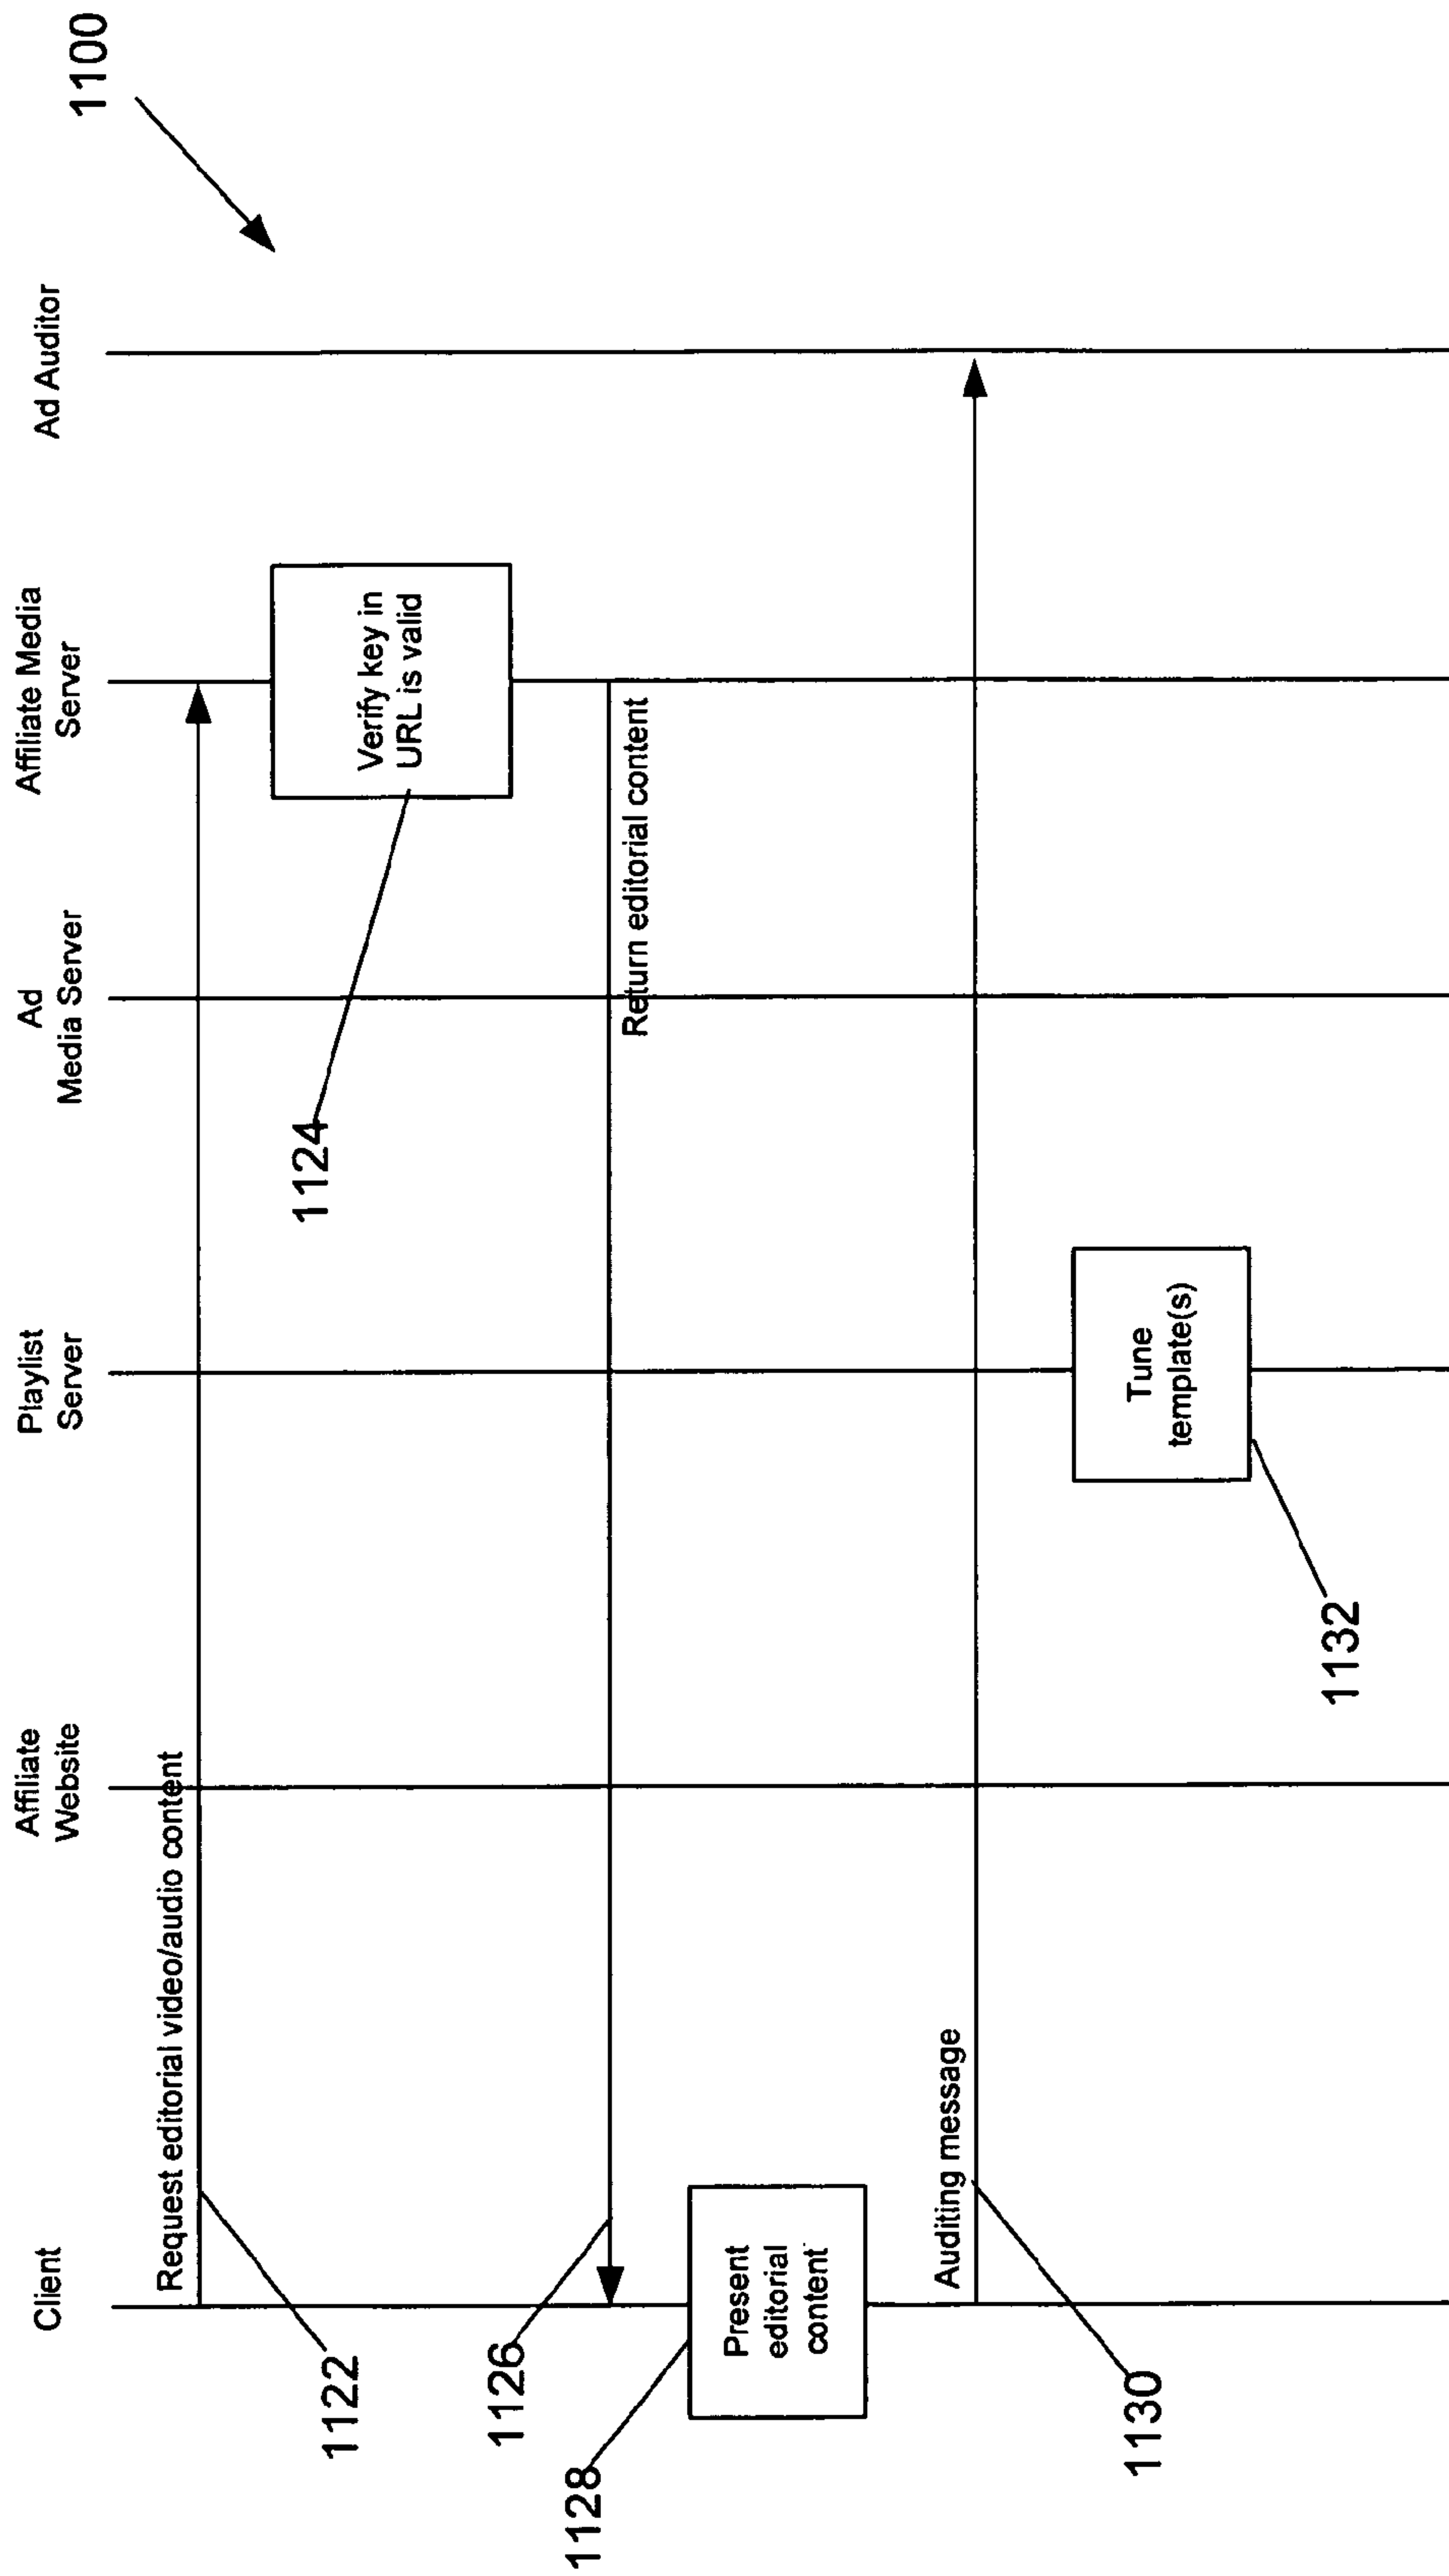 1100
Client
Affiliate
Website
Playlist
Server
Ad
Media Server
Affiliate Media
Server
Ad Auditor
Request editorial video/audio content
1122
Verify key in
URL is valid
1124
1126
Return editorial content
1128
Present
editorial
content
Auditing message
1130
Tune
template(s)
1132